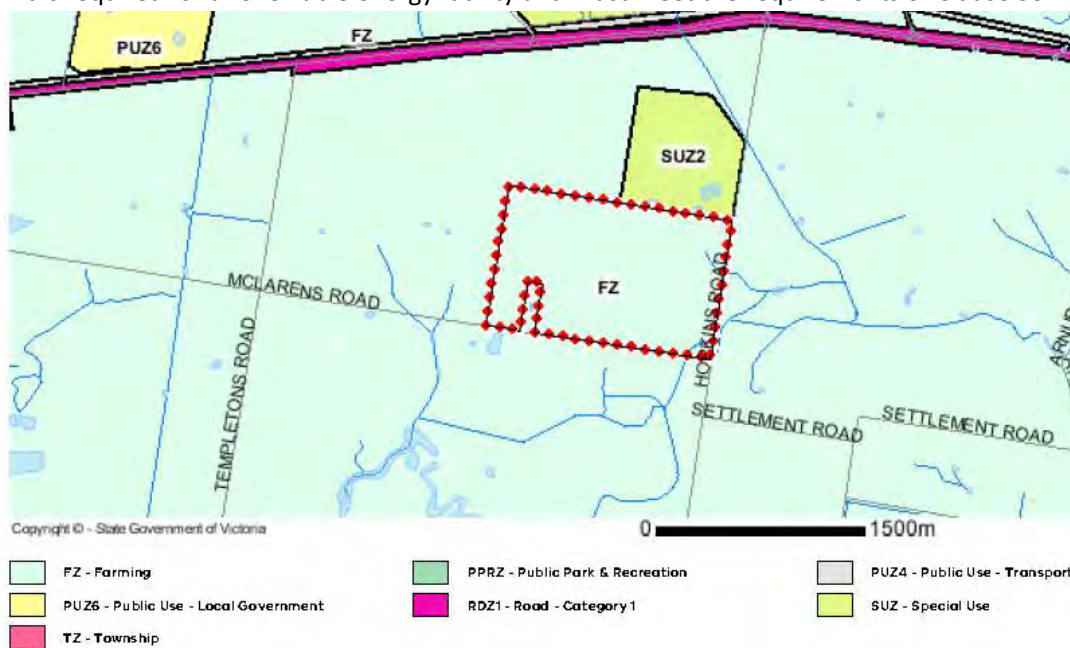 PUZ6
FZ
SUZ2
FZ
MCLARENS ROAD
TEMPLETONS ROAD
HOPKINS ROAD
SETTLEMENT ROAD
SETTLEMENT ROAD
Copyright © - State Government of Victoria
0 1500m
FZ - Farming
PPRZ - Public Park & Recreation
PUZ4 - Public Use - Transport
PUZ6 - Public Use - Local Government
RDZ1 - Road - Category 1
SUZ - Special Use
TZ - Township